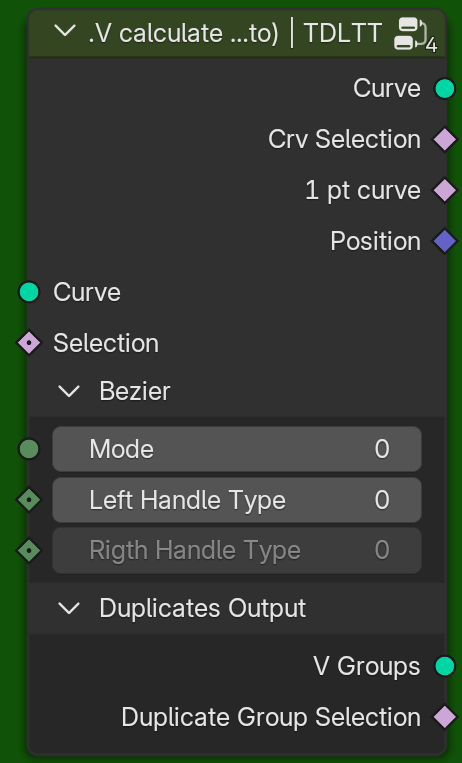 .V calculate ...to) | TDLTT 4
Curve
Crv Selection
1 pt curve
Position
Curve
Selection
Bezier
Mode 0
Left Handle Type 0
Rigth Handle Type 0
Duplicates Output
V Groups
Duplicate Group Selection